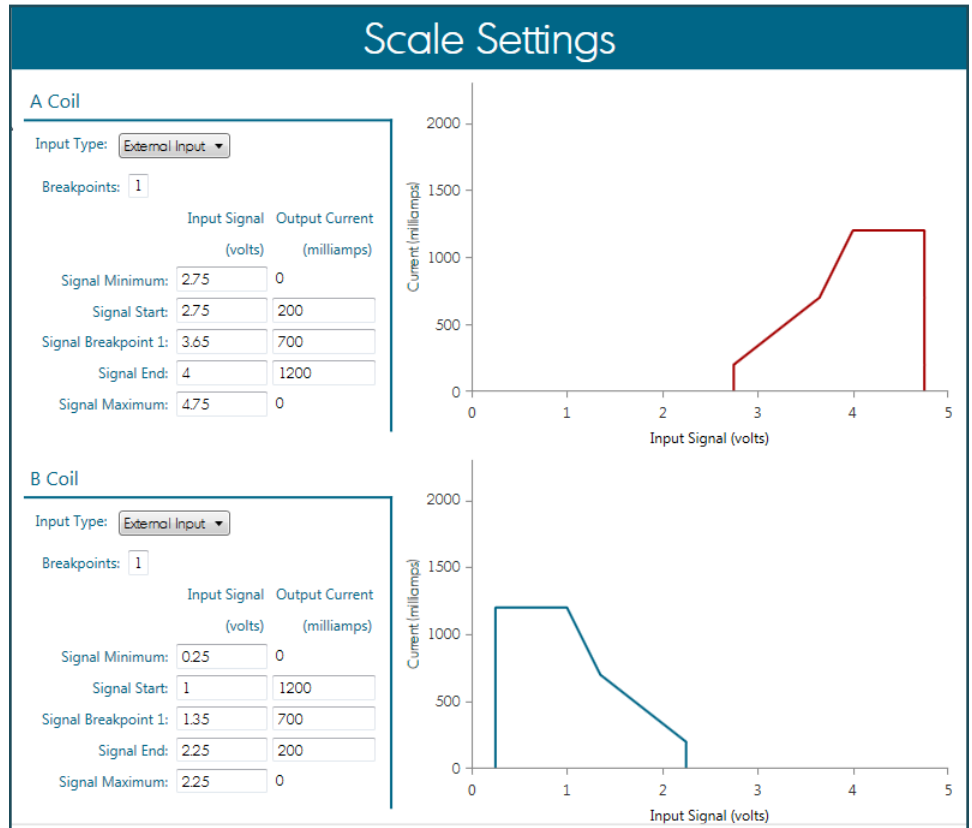 Scale Settings
A Coil
Input Type: External Input
Breakpoints: 1
Input Signal Output Current
(volts) (milliamps)
Signal Minimum: 2.75 0
Signal Start: 2.75 200
Signal Breakpoint 1: 3.65 700
Signal End: 4 1200
Signal Maximum: 4.75 0
Current (milliamps)
2000
1500
1000
500
0
0 1 2 3 4 5
Input Signal (volts)
B Coil
Input Type: External Input
Breakpoints: 1
Input Signal Output Current
(volts) (milliamps)
Signal Minimum: 0.25 0
Signal Start: 1 1200
Signal Breakpoint 1: 1.35 700
Signal End: 2.25 200
Signal Maximum: 2.25 0
Current (milliamps)
2000
1500
1000
500
0
0 1 2 3 4 5
Input Signal (volts)